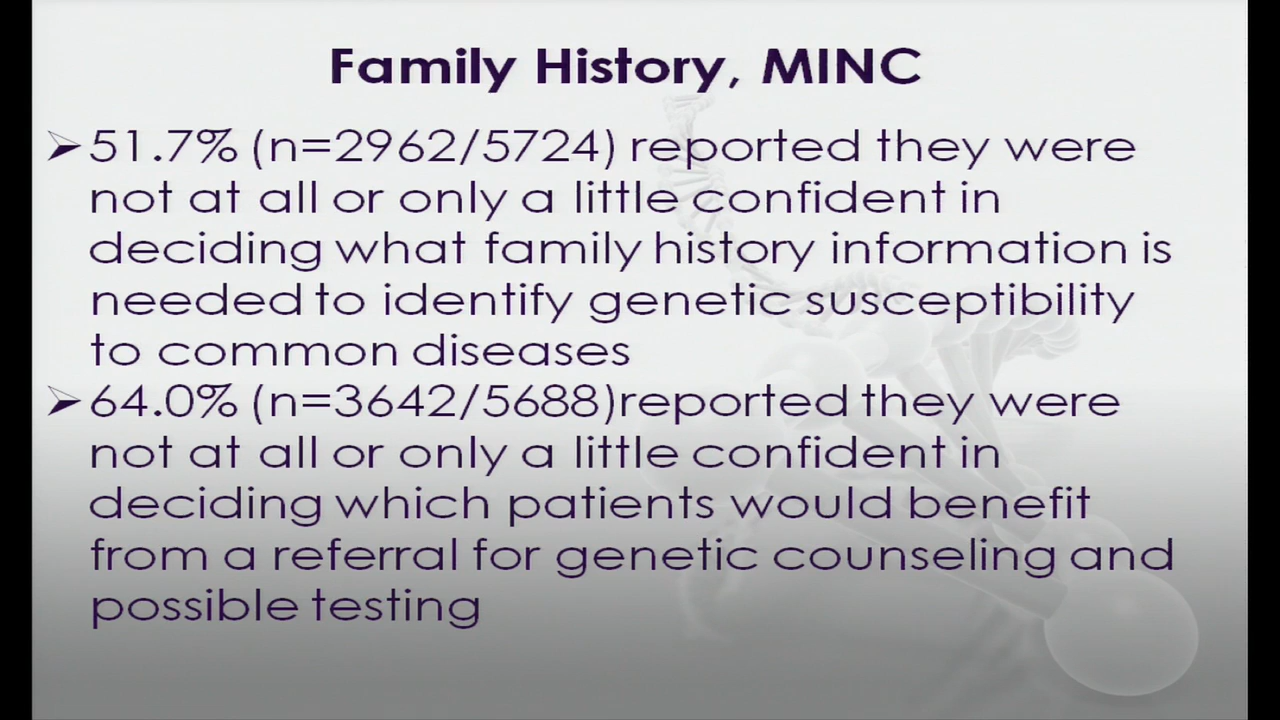 Family History, MINC
➢51.7% (n=2962/5724) reported they were
not at all or only a little confident in
deciding what family history information is
needed to identify genetic susceptibility
to common diseases
➢64.0% (n=3642/5688)reported they were
not at all or only a little confident in
deciding which patients would benefit
from a referral for genetic counseling and
possible testing